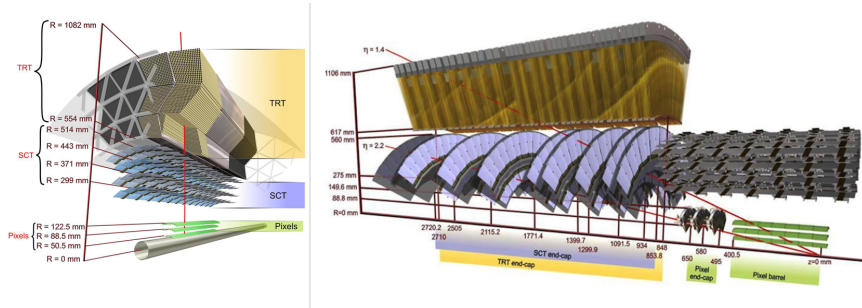 R = 1082 mm
TRT
TRT
R = 554 mm
R = 514 mm
R = 443 mm
SCT
R = 371 mm
R = 299 mm
SCT
Pixels
R = 122.5 mm
Pixels
R = 88.5 mm
R = 50.5 mm
R = 0 mm
η = 1.4
1106 mm
617 mm
560 mm
η = 2.2
275 mm
149.6 mm
88.8 mm
R=0 mm
2720.2
2710
2505
2115.2
1771.4
1399.7
1299.9
1091.5
934
853.8
848
650
580
495
400.5
z=0 mm
SCT end-cap
TRT end-cap
Pixel
end-cap
Pixel barrel